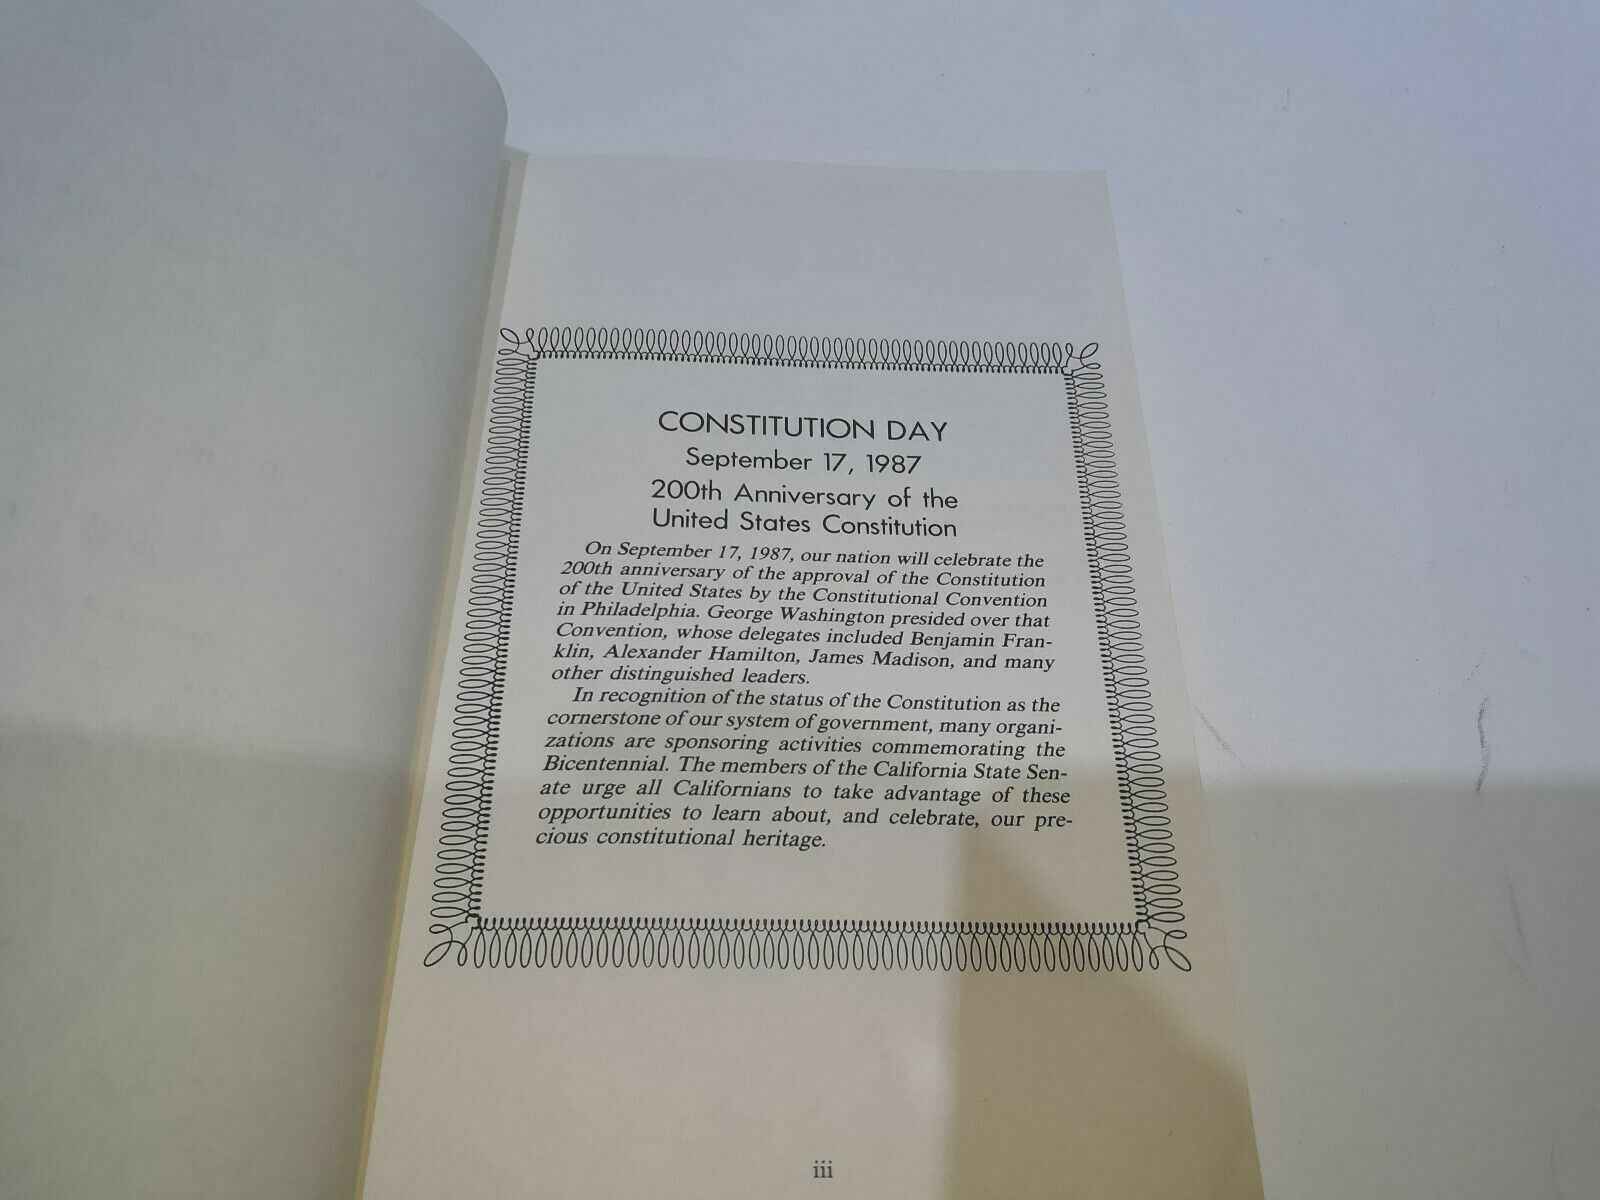 CONSTITUTION DAY
September 17, 1987
200th Anniversary of the
United States Constitution
On September 17, 1987, our nation will celebrate the
200th anniversary of the approval of the Constitution
of the United States by the Constitutional Convention
in Philadelphia. George Washington presided over that
Convention, whose delegates included Benjamin Fran-
klin, Alexander Hamilton, James Madison, and many
other distinguished leaders.
In recognition of the status of the Constitution as the
cornerstone of our system of government, many organi-
zations are sponsoring activities commemorating the
Bicentennial. The members of the California State Sen-
ate urge all Californians to take advantage of these
opportunities to learn about, and celebrate, our pre-
cious constitutional heritage.
iii